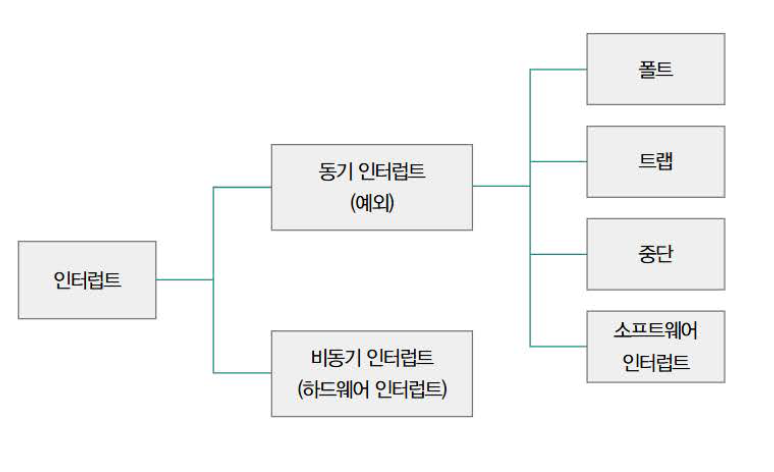 인터럽트
동기 인터럽트
(예외)
비동기 인터럽트
(하드웨어 인터럽트)
폴트
트랩
중단
소프트웨어
인터럽트